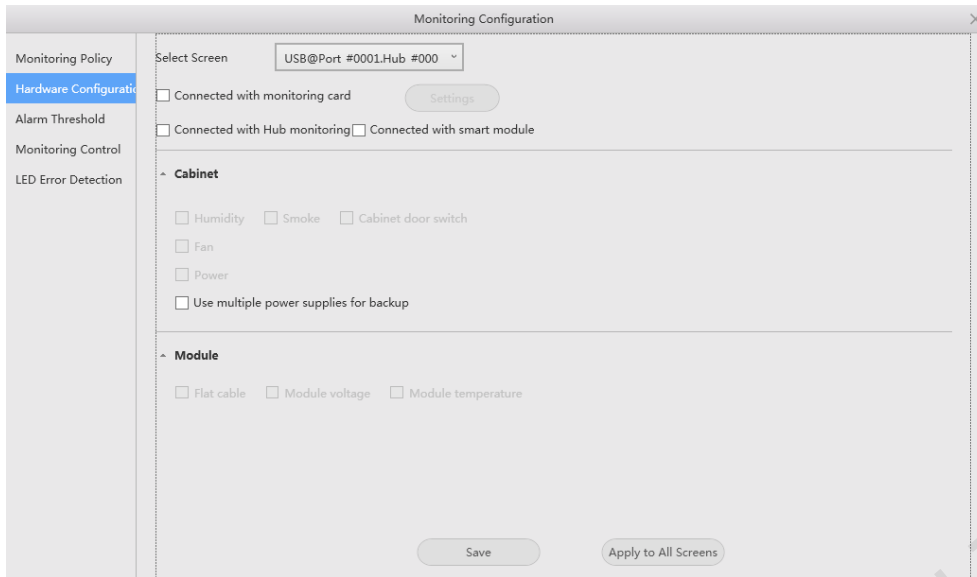 Monitoring Configuration
Monitoring Policy
Hardware Configuratio
Alarm Threshold
Monitoring Control
LED Error Detection
Select Screen USB@Port #0001.Hub #000
Connected with monitoring card Settings
Connected with Hub monitoring Connected with smart module
Cabinet
Humidity Smoke Cabinet door switch
Fan
Power
Use multiple power supplies for backup
Module
Flat cable Module voltage Module temperature
Save Apply to All Screens